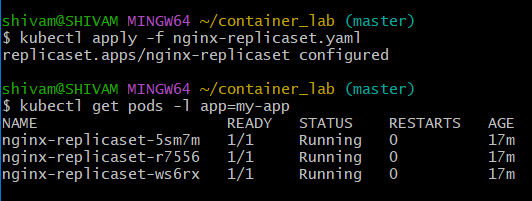 shivam@SHIVAM MINGW64 ~/container_lab (master)
$ kubectl apply -f nginx-replicaset.yaml
replicaset.apps/nginx-replicaset configured
shivam@SHIVAM MINGW64 ~/container_lab (master)
$ kubectl get pods -l app=my-app
NAME READY STATUS RESTARTS AGE
nginx-replicaset-5sm7m 1/1 Running 0 17m
nginx-replicaset-r7556 1/1 Running 0 17m
nginx-replicaset-ws6rx 1/1 Running 0 17m